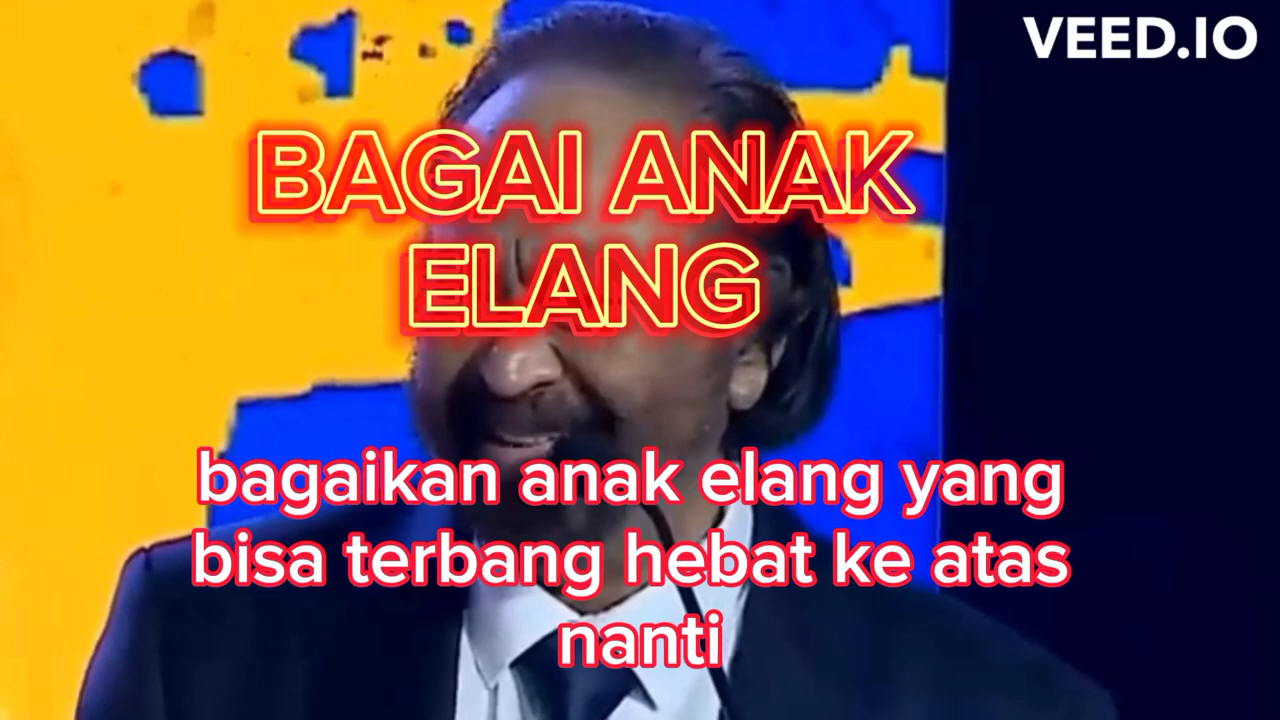 VEED.IO
BAGAI ANAK
ELANG
bagaikan anak elang yang
bisa terbang hebat ke atas
nanti